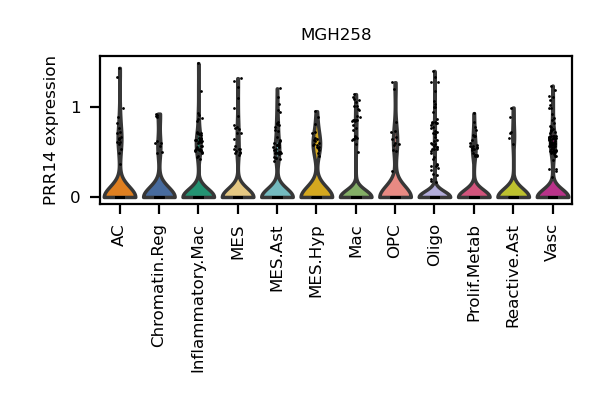 MGH258
PRR14 expression
1
0
AC
Chromatin.Reg
Inflammatory.Mac
MES
MES.Ast
MES.Hyp
Mac
OPC
Oligo
Prolif.Metab
Reactive.Ast
Vasc